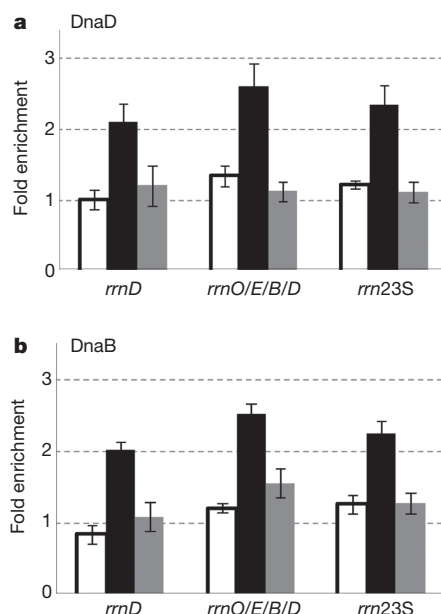 a DnaD
Fold enrichment
3
2
1
0
rrnD rrnO/E/B/D rrn23S
b DnaB
Fold enrichment
3
2
1
0
rrnD rrnO/E/B/D rrn23S